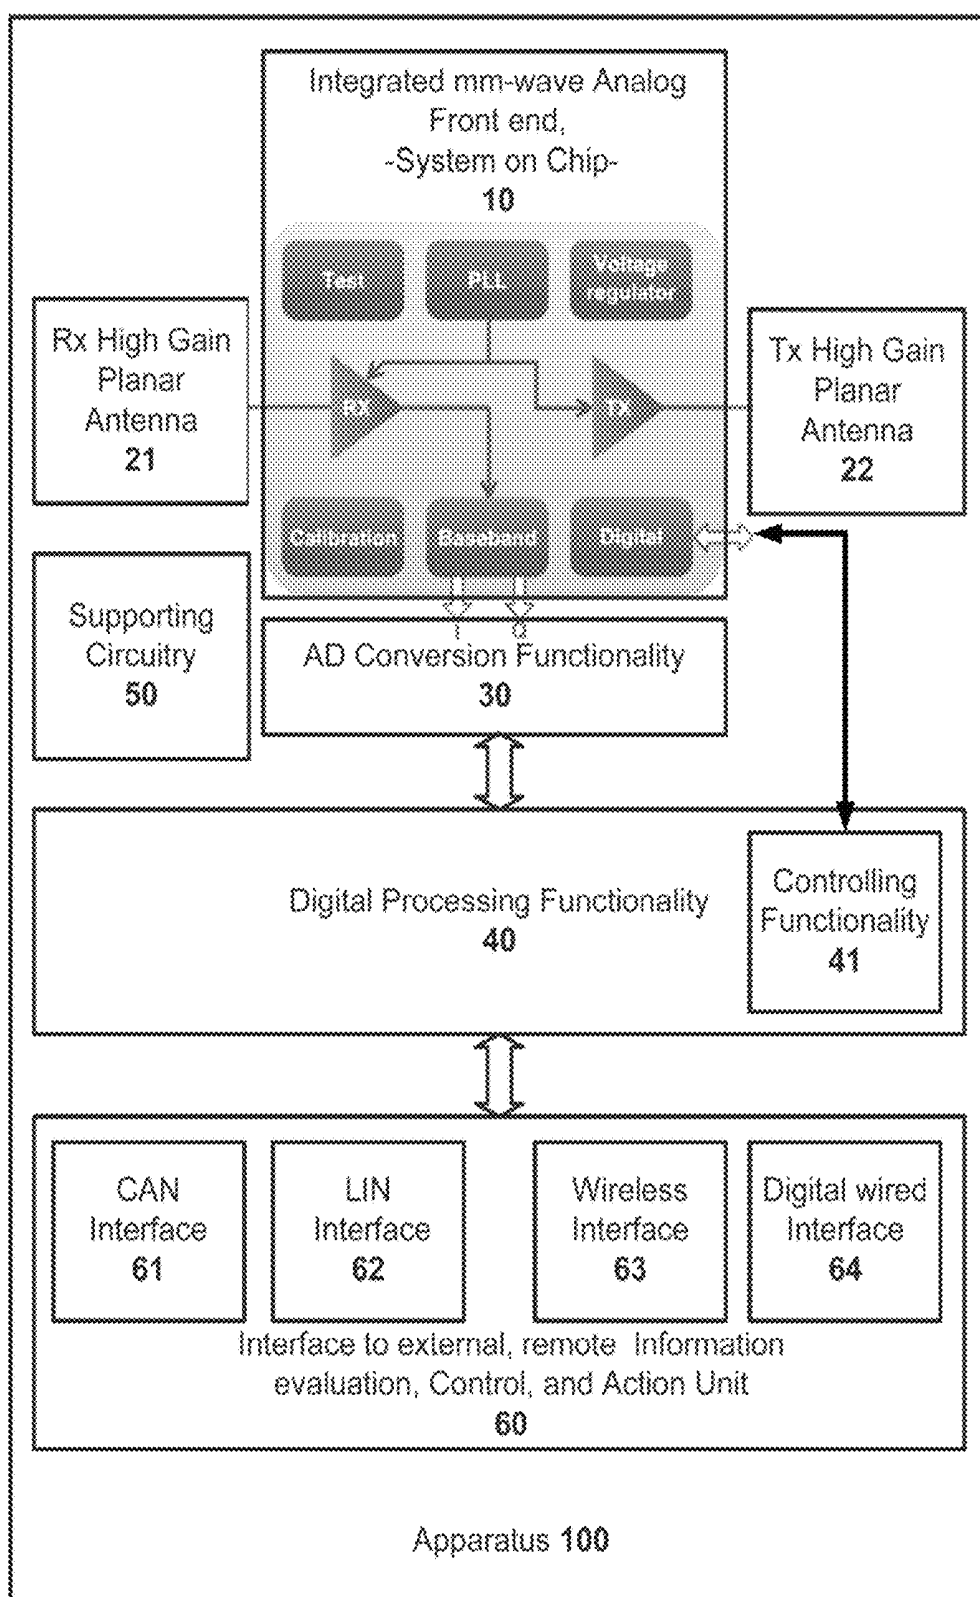 Integrated mm-wave Analog
Front end,
-System on Chip-
10
Test
PLL
Voltage
regulator
Rx High Gain
Planar
Antenna
21
RX
TX
Tx High Gain
Planar
Antenna
22
Calibration
Baseband
Digital
I
Q
Supporting
Circuitry
50
AD Conversion Functionality
30
Digital Processing Functionality
40
Controlling
Functionality
41
CAN
Interface
61
LIN
Interface
62
Wireless
Interface
63
Digital wired
Interface
64
Interface to external, remote Information
evaluation, Control, and Action Unit
60
Apparatus 100